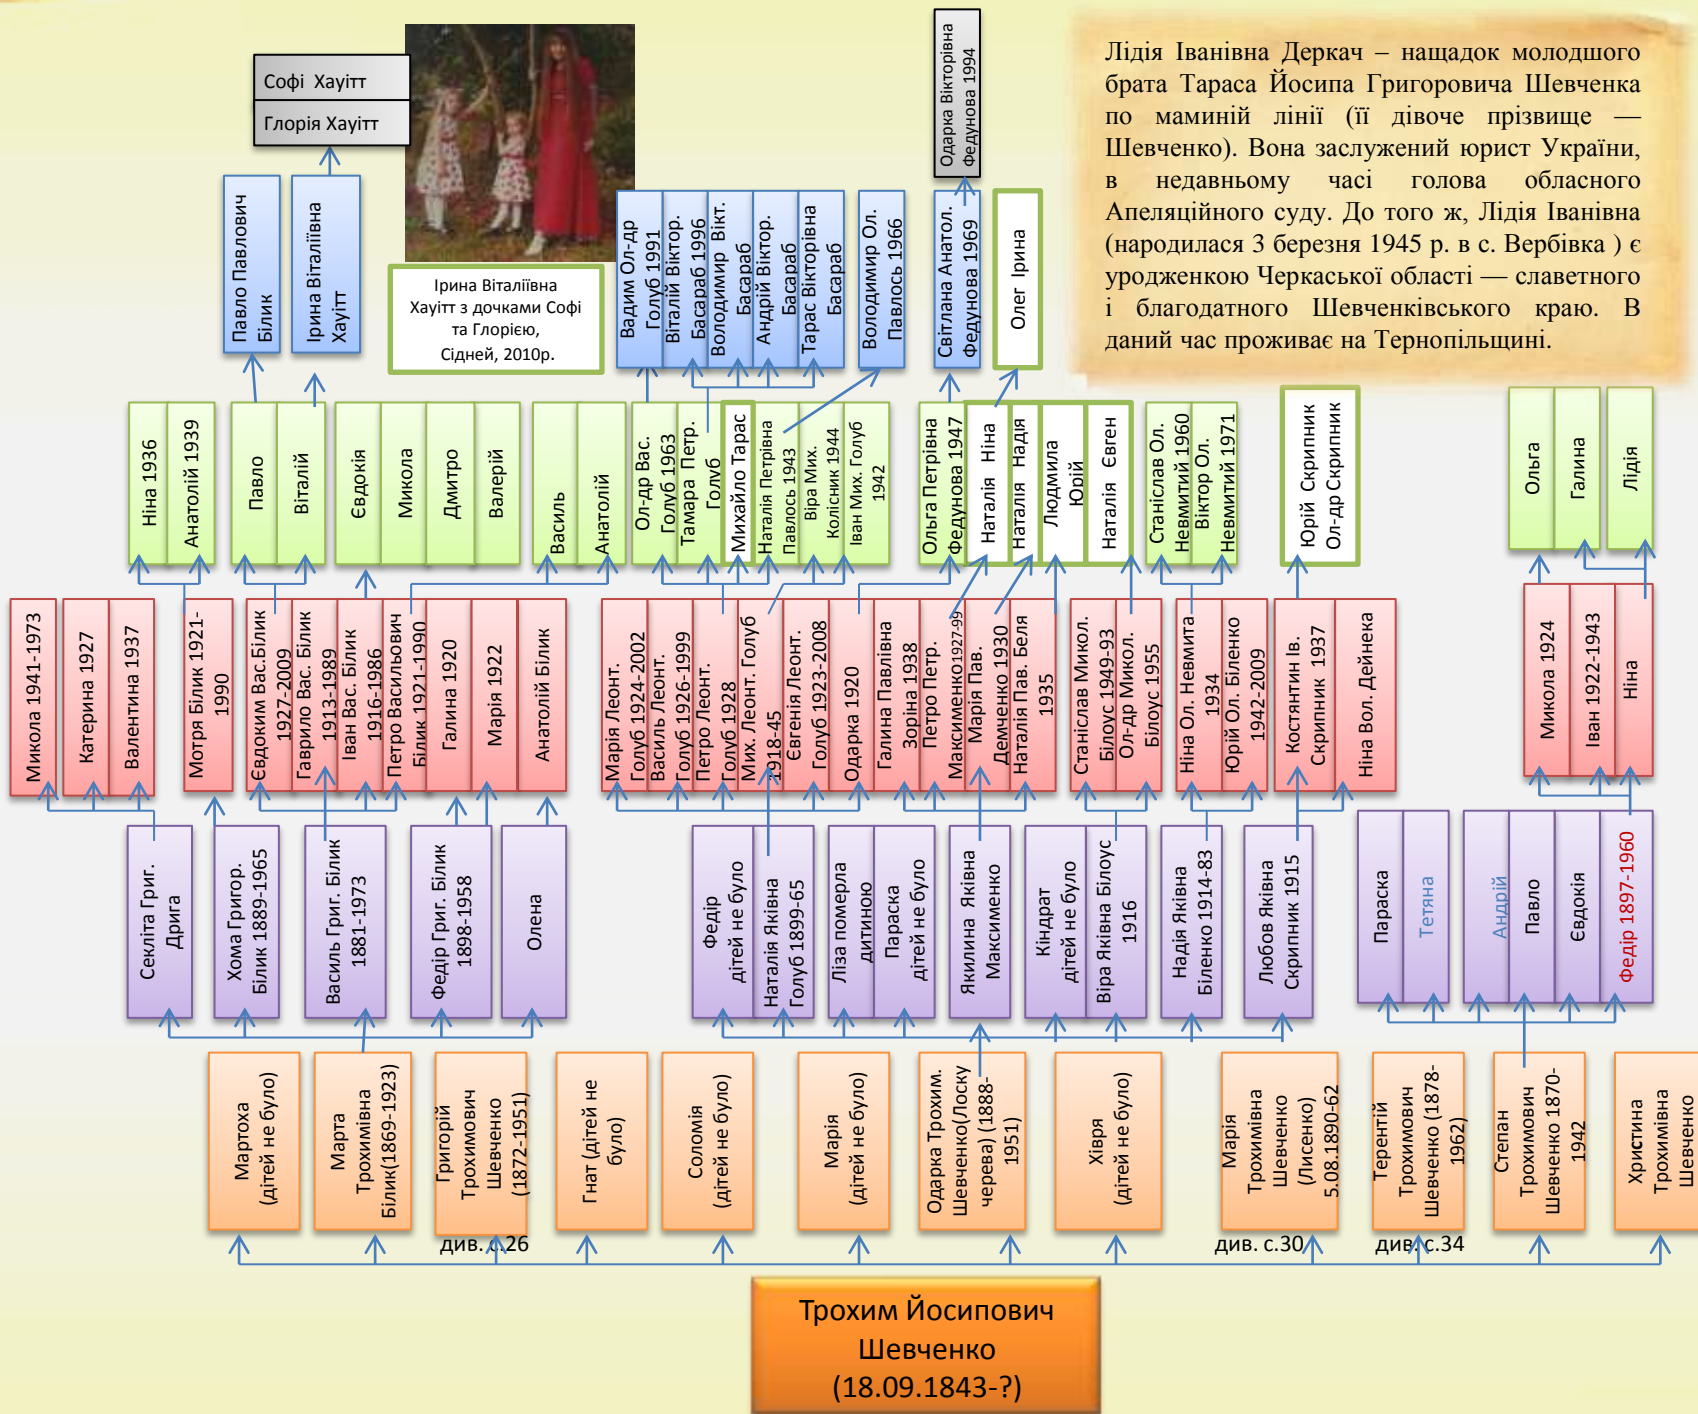 Софі Хауітт
Глорія Хауітт
Одарка Вікторівна
Федунова 1994
Лідія Іванівна Деркач – нащадок молодшого
брата Тараса Йосипа Григоровича Шевченка
по маминій лінії (її дівоче прізвище —
Шевченко). Вона заслужений юрист України,
в недавньому часі голова обласного
Апеляційного суду. До того ж, Лідія Іванівна
(народилася 3 березня 1945 р. в с. Вербівка ) є
уродженкою Черкаської області — славетного
і благодатного Шевченківського краю. В
даний час проживає на Тернопільщині.
Павло Павлович
Білик
Ірина Віталіївна
Хауітт
Ірина Віталіївна
Хауітт з дочками Софі
та Глорією,
Сідней, 2010р.
Вадим Ол-др
Голуб 1991
Віталій Віктор.
Басараб 1996
Володимир Вікт.
Басараб
Андрій Віктор.
Басараб
Тарас Вікторівна
Басараб
Володимир Ол.
Павлось 1966
Світлана Анатол.
Федунова 1969
Олег Ірина
Ніна 1936
Анатолій 1939
Павло
Віталій
Євдокія
Микола
Дмитро
Валерій
Василь
Анатолій
Ол-др Вас.
Голуб 1963
Тамара Петр.
Голуб
Михайло Тарас
Наталія Петрівна
Павлось 1943
Віра Мих.
Колісник 1944
Іван Мих. Голуб
1942
Ольга Петрівна
Федунова 1947
Наталія Ніна
Наталія Надія
Людмила
Юрій
Наталія Євген
Станіслав Ол.
Невмитий 1960
Віктор Ол.
Невмитий 1971
Юрій Скрипник
Ол-др Скрипник
Ольга
Галина
Лідія
Микола 1941-1973
Катерина 1927
Валентина 1937
Мотря Білик 1921-
1990
Євдоким Вас.Білик
1927-2009
Гаврило Вас. Білик
1913-1989
Іван Вас. Білик
1916-1986
Петро Васильович
Білик 1921-1990
Галина 1920
Марія 1922
Анатолій Білик
Марія Леонт.
Голуб 1924-2002
Василь Леонт.
Голуб 1926-1999
Петро Леонт.
Голуб 1928
Мих. Леонт. Голуб
1918-45
Євгенія Леонт.
Голуб 1923-2008
Одарка 1920
Галина Павлівна
Зоріна 1938
Петро Петр.
Максименко1927-99
Марія Пав.
Демченко 1930
Наталія Пав. Беля
1935
Станіслав Микол.
Білоус 1949-93
Ол-др Микол.
Білоус 1955
Ніна Ол. Невмита
1934
Юрій Ол. Біленко
1942-2009
Костантин Ів.
Скрипник 1937
Ніна Вол. Дейнека
Микола 1924
Іван 1922-1943
Ніна
Секліта Григ.
Дрига
Хома Григор.
Білик 1889-1965
Василь Григ. Білик
1881-1973
Федір Григ. Білик
1898-1958
Олена
Федір
дітей не було
Наталія Яківна
Голуб 1899-65
Ліза померла
дитиною
Параска
дітей не було
Якилина Яківна
Максименко
Кіндрат
дітей не було
Віра Яківна Білоус
1916
Надія Яківна
Біленко 1914-83
Любов Яківна
Скрипник 1915
Параска
Тетяна
Андрій
Павло
Євдокія
Федір 1897-1960
Мартоха
(дітей не було)
Марта
Трохимівна
Білик(1869-1923)
Григорій
Трохимович
Шевченко
(1872-1951)
Гнат (дітей не
було)
Соломія
(дітей не було)
Марія
(дітей не було)
Одарка Трохим.
Шевченко(Лоску
черева) (1888-
1951)
Хівря
(дітей не було)
Марія
Трохимівна
Шевченко
(Лисенко)
5.08.1890-62
Терентій
Трохимович
Шевченко (1878-
1962)
Степан
Трохимович
Шевченко 1870-
1942
Христина
Трохимівна
Шевченко
див. с.26
див. с.30
див. с.34
Трохим Йосипович
Шевченко
(18.09.1843-?)